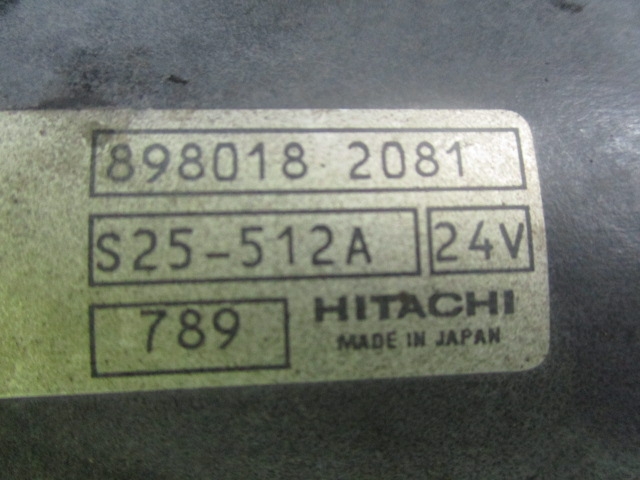 898018 2081
S25-512A 24V
789 HITACHI
MADE IN JAPAN